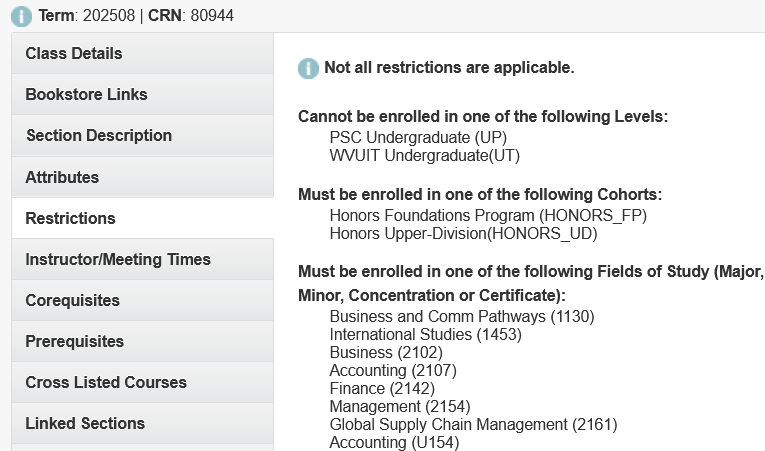 Term: 202508 | CRN: 80944
Class Details
Bookstore Links
Section Description
Attributes
Restrictions
Instructor/Meeting Times
Corequisites
Prerequisites
Cross Listed Courses
Linked Sections
Not all restrictions are applicable.
Cannot be enrolled in one of the following Levels:
PSC Undergraduate (UP)
WVUIT Undergraduate(UT)
Must be enrolled in one of the following Cohorts:
Honors Foundations Program (HONORS_FP)
Honors Upper-Division(HONORS_UD)
Must be enrolled in one of the following Fields of Study (Major,
Minor, Concentration or Certificate):
Business and Comm Pathways (1130)
International Studies (1453)
Business (2102)
Accounting (2107)
Finance (2142)
Management (2154)
Global Supply Chain Management (2161)
Accounting (U154)